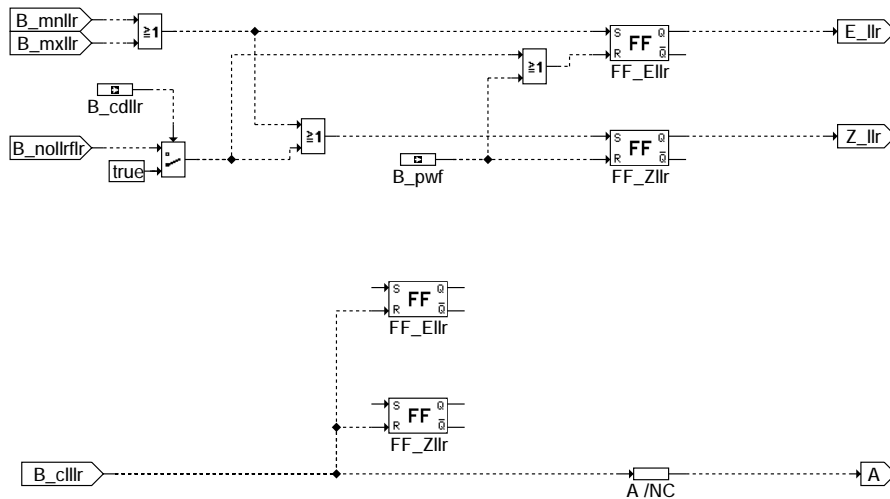 B_mnllr
B_mxllr
≥1
S Q
FF
R Q̅
FF_Ellr
E_llr
≥1
B_cdllr
B_nollrflr
true
≥1
B_pwf
S Q
FF
R Q̅
FF_Zllr
Z_llr
S Q
FF
R Q̅
FF_Ellr
S Q
FF
R Q̅
FF_Zllr
B_clllr
A /NC
A